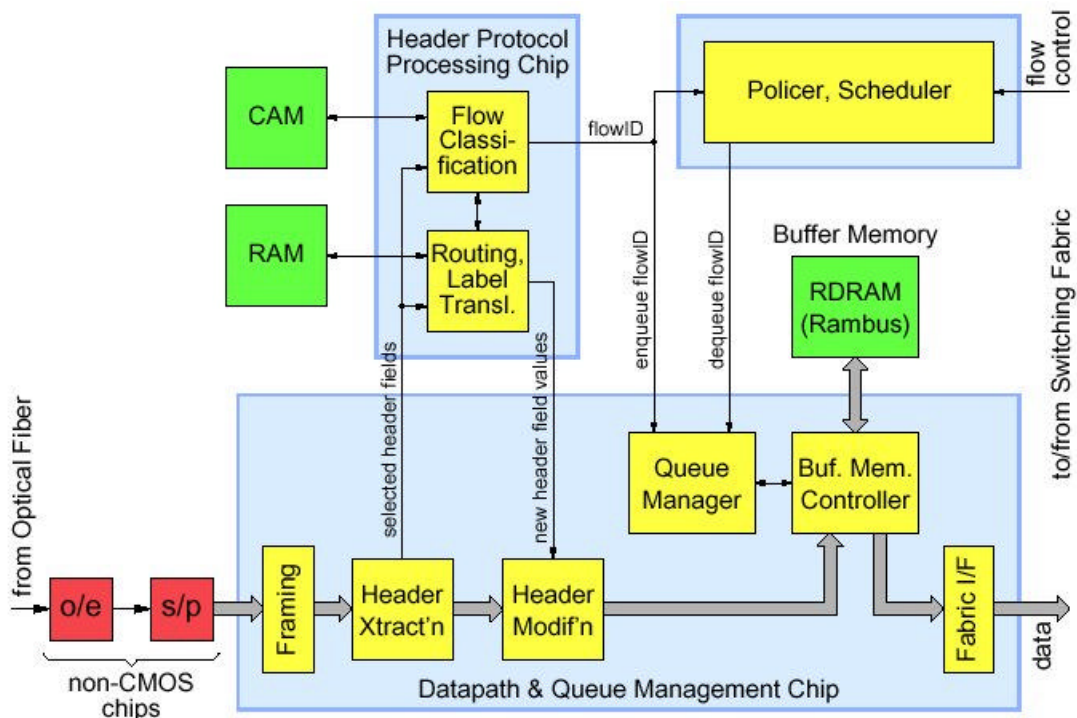 Header Protocol
Processing Chip
CAM
Flow
Classi-
fication
flowID
Policer, Scheduler
flow
control
RAM
Routing,
Label
Transl.
Buffer Memory
RDRAM
(Rambus)
enqueue flowID
dequeue flowID
to/from Switching Fabric
selected header fields
new header field values
Queue
Manager
Buf. Mem.
Controller
from Optical Fiber
o/e
s/p
Framing
Header
Xtract'n
Header
Modif'n
Fabric I/F
data
non-CMOS
chips
Datapath & Queue Management Chip